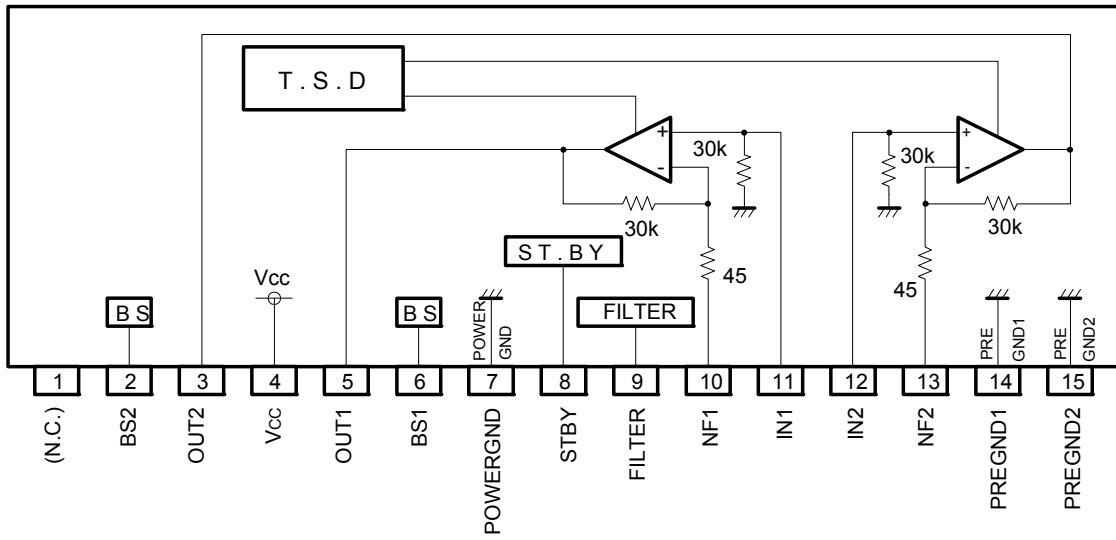 T.S.D
+
-
30k
30k
45
+
-
30k
30k
45
ST.BY
Vcc
BS
BS
POWER
GND
FILTER
PRE
GND1
PRE
GND2
1 2 3 4 5 6 7 8 9 10 11 12 13 14 15
(N.C.)
BS2
OUT2
Vcc
OUT1
BS1
POWERGND
STBY
FILTER
NF1
IN1
IN2
NF2
PREGND1
PREGND2